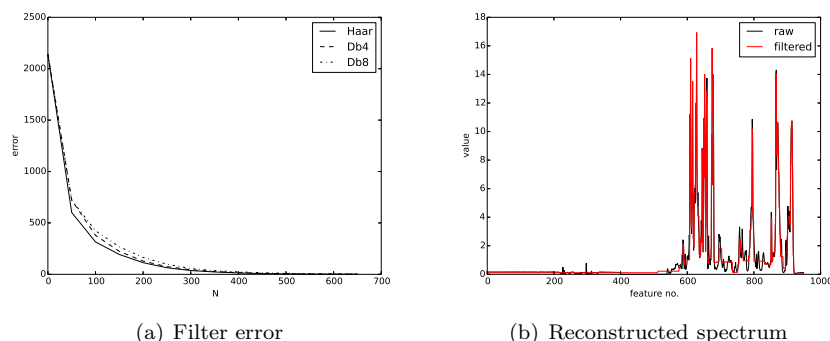 2500
2000
1500
1000
500
0
error
0 100 200 300 400 500 600 700
N
Haar
Db4
Db8
(a) Filter error
18
16
14
12
10
8
6
4
2
0
value
0 200 400 600 800 1000
feature no.
raw
filtered
(b) Reconstructed spectrum